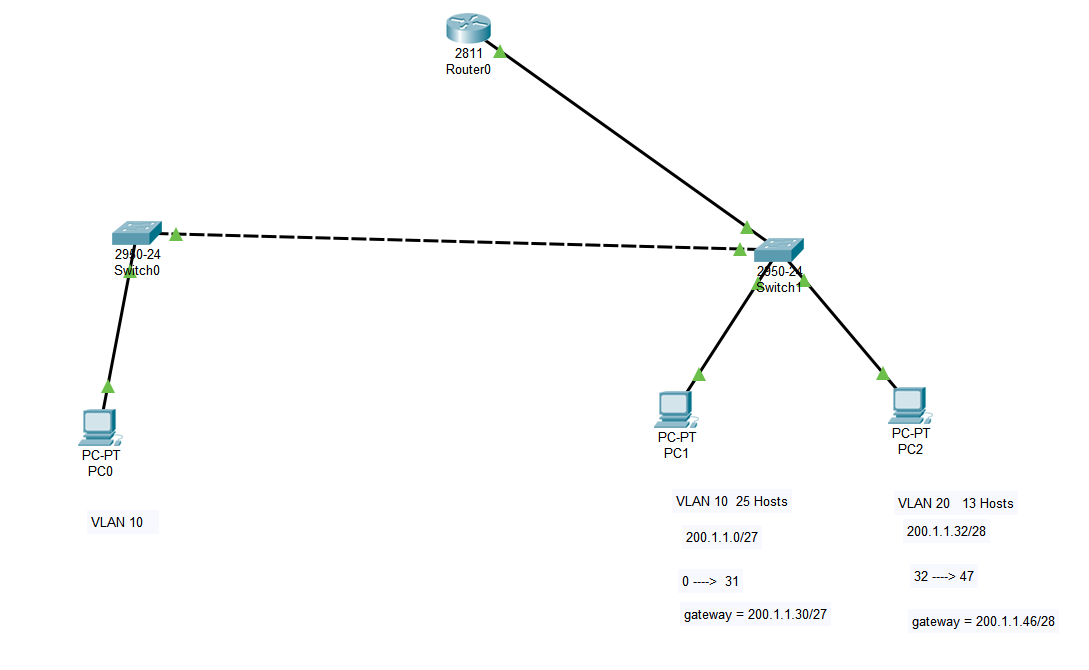 2811
Router0
2950-24
Switch0
2950-24
Switch1
PC-PT
PC0
PC-PT
PC1
PC-PT
PC2
VLAN 10
VLAN 10  25 Hosts
200.1.1.0/27
0 ----> 31
gateway = 200.1.1.30/27
VLAN 20   13 Hosts
200.1.1.32/28
32 ----> 47
gateway = 200.1.1.46/28